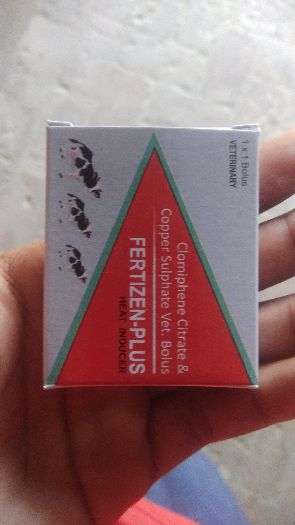 1 x 1 Bolus
VETERINARY
Clomiphene Citrate &
Copper Sulphate Vet. Bolus
FERTIZEN-PLUS
HEAT INDUCER